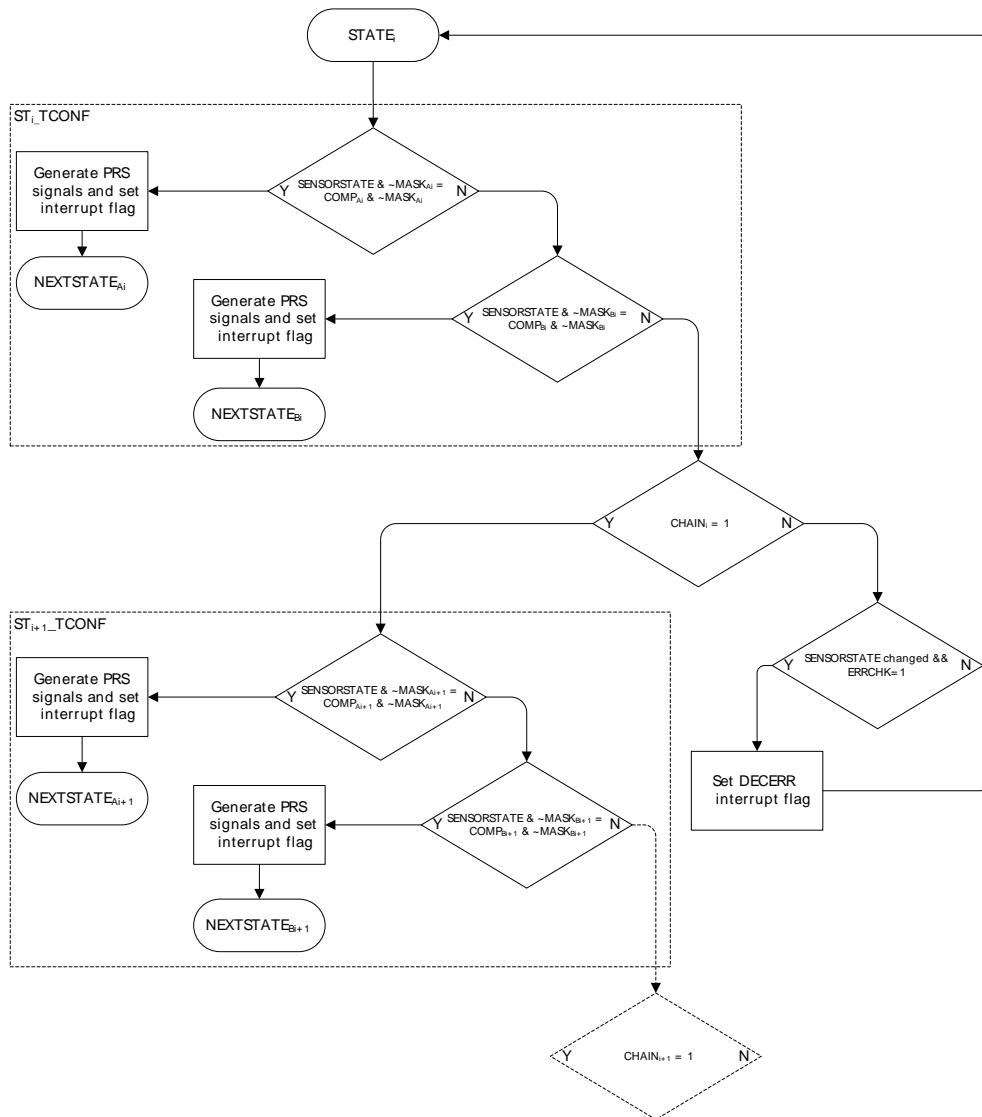 STATEi
STi_TCONF
Generate PRS
signals and set
interrupt flag
Y
SENSORSTATE & ~MASKAi =
COMPAi & ~MASKAi
N
NEXTSTATEAi
Generate PRS
signals and set
interrupt flag
Y
SENSORSTATE & ~MASKBi =
COMPBi & ~MASKBi
N
NEXTSTATEBi
Y
CHAINi = 1
N
STi+1_TCONF
Generate PRS
signals and set
interrupt flag
Y
SENSORSTATE & ~MASKAi+1 =
COMPAi+1 & ~MASKAi+1
N
Y
SENSORSTATE changed &&
ERRCHK= 1
N
NEXTSTATEAi+1
Generate PRS
signals and set
interrupt flag
Y
SENSORSTATE & ~MASKBi+1 =
COMPBi+1 & ~MASKBi+1
N
Set DECERR
interrupt flag
NEXTSTATEBi+1
Y
CHAINi+1 = 1
N